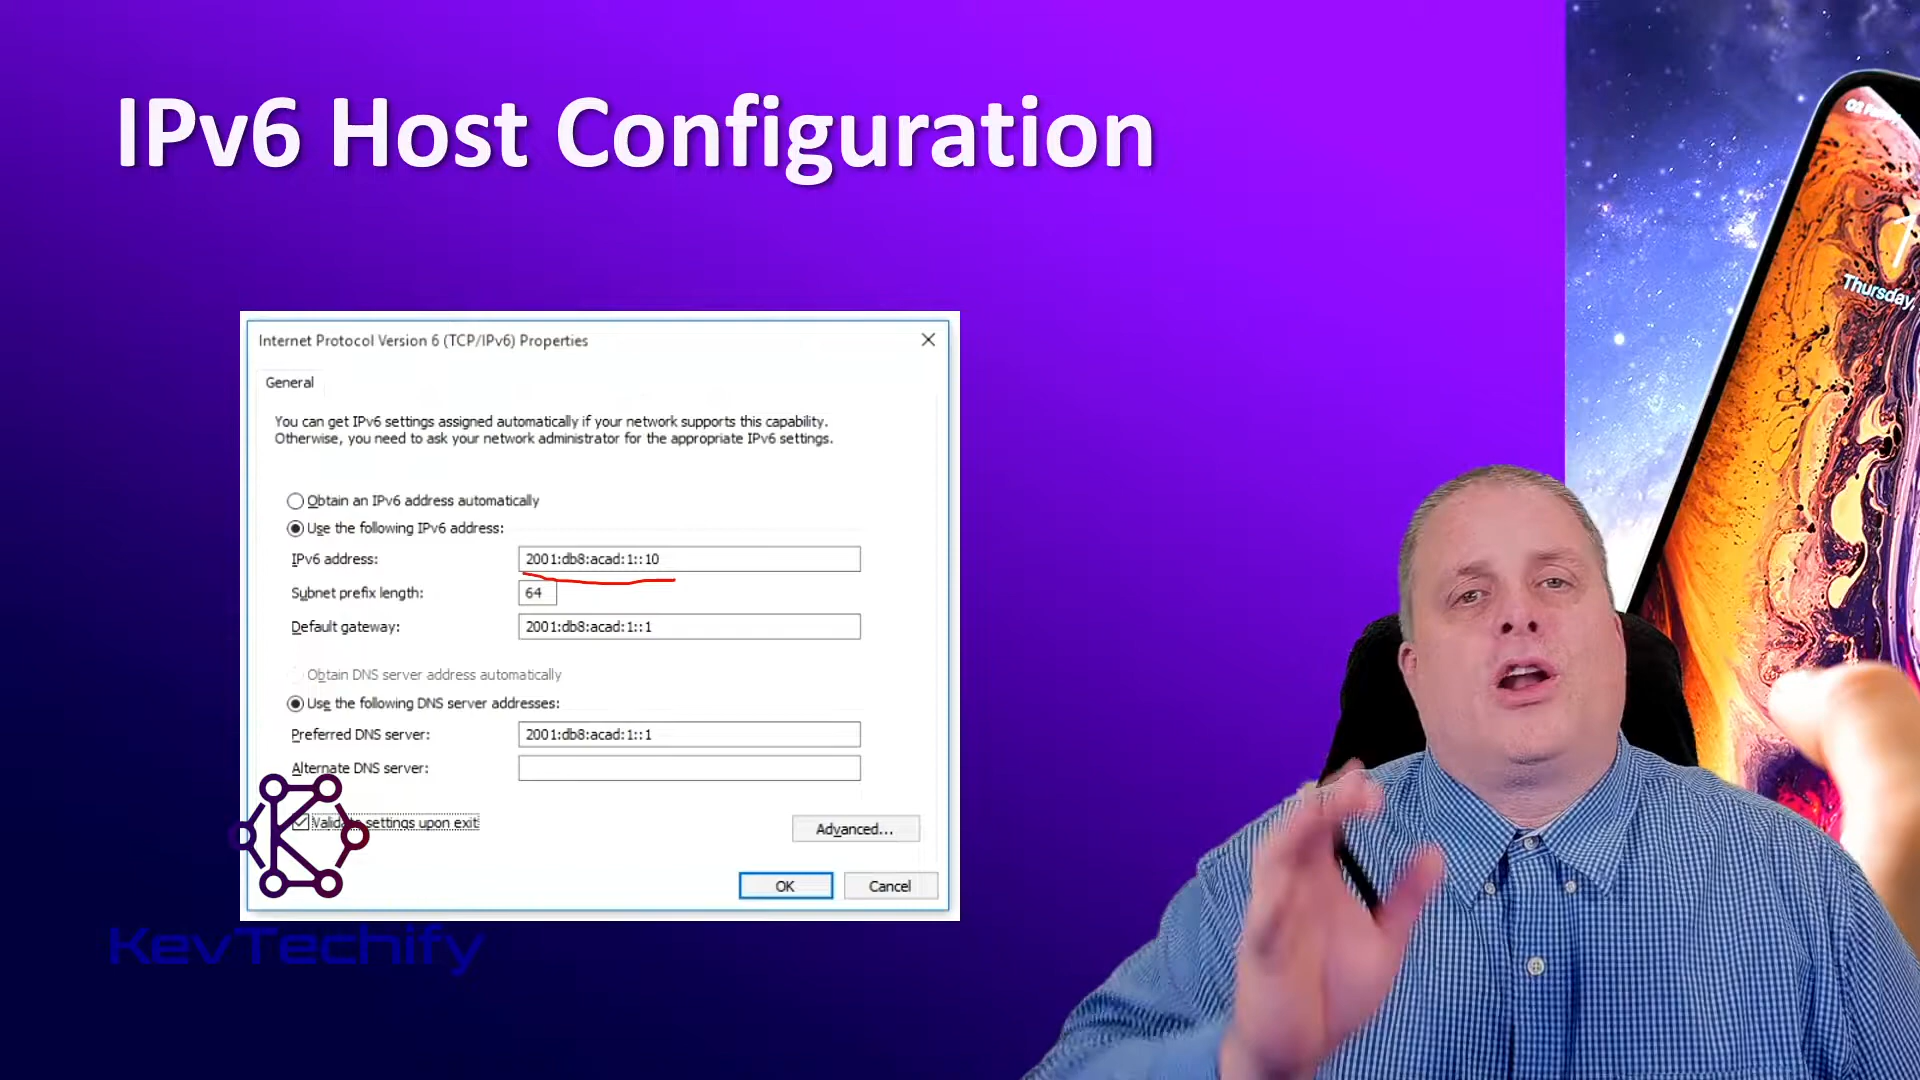 IPv6 Host Configuration
Internet Protocol Version 6 (TCP/IPv6) Properties
General
You can get IPv6 settings assigned automatically if your network supports this capability.
Otherwise, you need to ask your network administrator for the appropriate IPv6 settings.
Obtain an IPv6 address automatically
Use the following IPv6 address:
IPv6 address: 2001:db8:acad:1::10
Subnet prefix length: 64
Default gateway: 2001:db8:acad:1::1
Obtain DNS server address automatically
Use the following DNS server addresses:
Preferred DNS server: 2001:db8:acad:1::1
Alternate DNS server:
Validate settings upon exit
Advanced...
OK Cancel
KevTechify
Thursday,